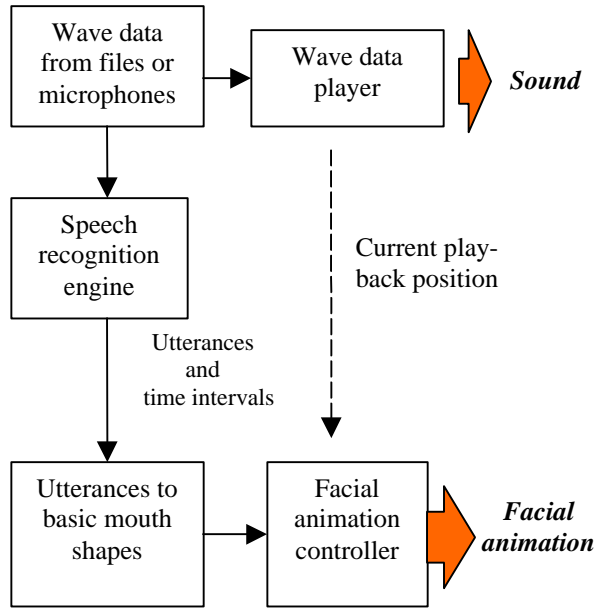 Wave data
from files or
microphones
Wave data
player
Sound
Speech
recognition
engine
Current play-
back position
Utterances
and
time intervals
Utterances to
basic mouth
shapes
Facial
animation
controller
Facial
animation